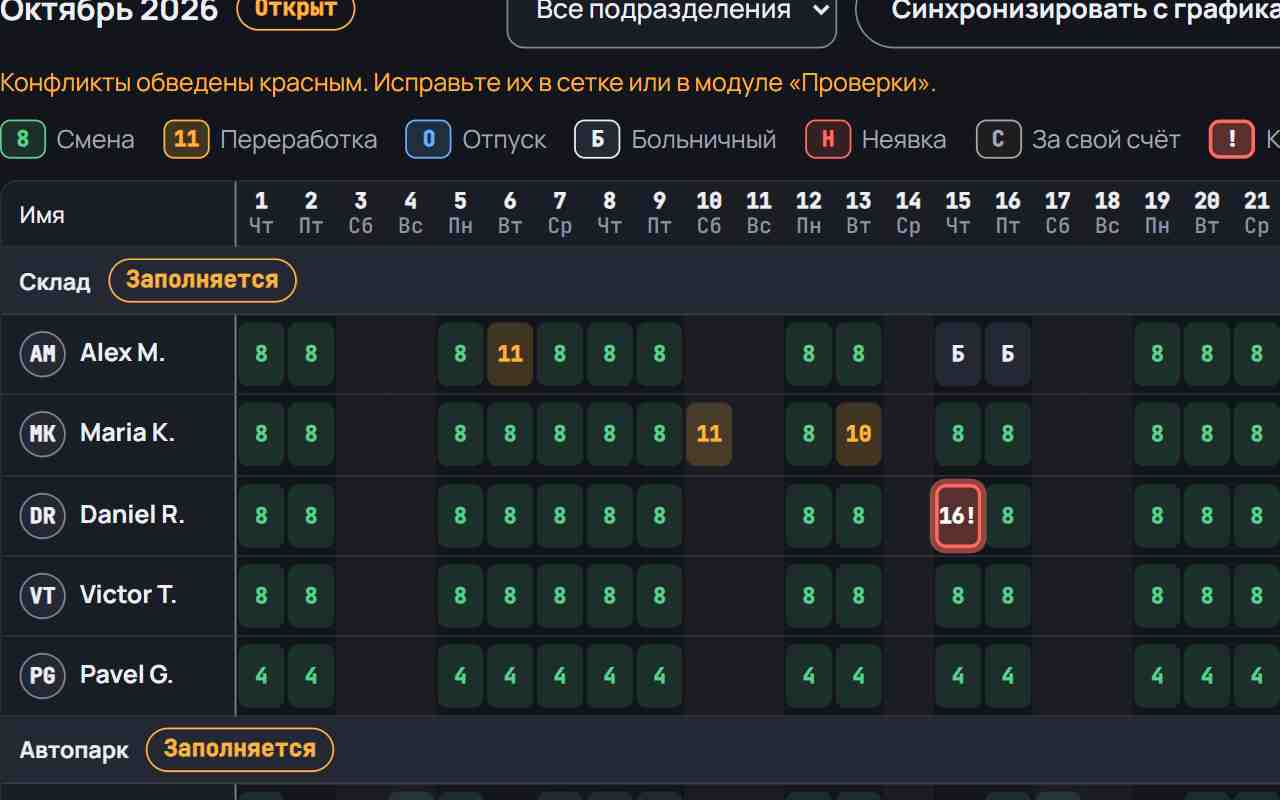 Октябрь 2026 Открыт Все подразделения Синхронизировать с графика
Конфликты обведены красным. Исправьте их в сетке или в модуле «Проверки».
8 Смена 11 Переработка О Отпуск Б Больничный Н Неявка С За свой счёт ! К
Имя 1 2 3 4 5 6 7 8 9 10 11 12 13 14 15 16 17 18 19 20 21
Чт Пт Сб Вс Пн Вт Ср Чт Пт Сб Вс Пн Вт Ср Чт Пт Сб Вс Пн Вт Ср
Склад Заполняется
AM Alex M. 8 8 8 11 8 8 8 8 8 Б Б 8 8 8
MK Maria K. 8 8 8 8 8 8 8 11 8 10 8 8 8 8 8
DR Daniel R. 8 8 8 8 8 8 8 8 8 16! 8 8 8 8
VT Victor T. 8 8 8 8 8 8 8 8 8 8 8 8 8 8
PG Pavel G. 4 4 4 4 4 4 4 4 4 4 4 4 4 4
Автопарк Заполняется